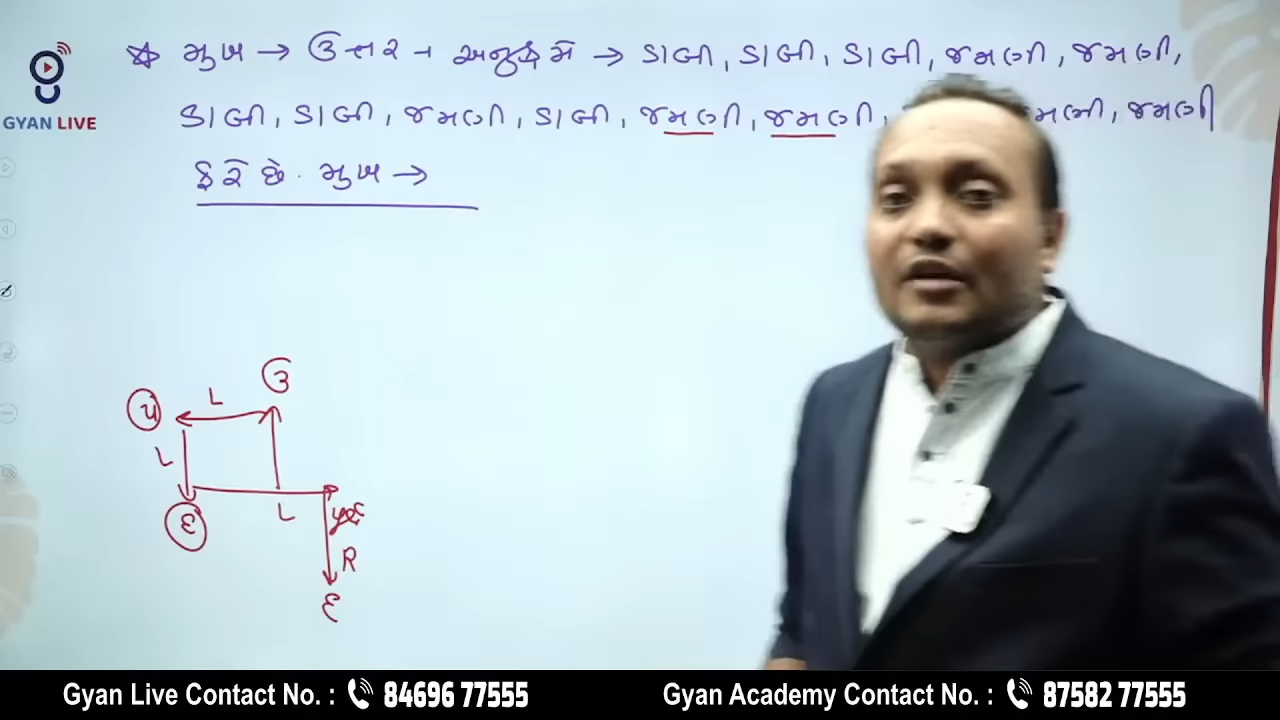 મુખ → ઉત્તર → અનુક્રમે → ડાબી, ડાબી, ડાબી, જમણી, જમણી,
GYAN LIVE
ડાબી, ડાબી, જમણી, ડાબી, જમણી, જમણી, જમણી
ફરે છે. મુખ →
ઉ
પ L
L
દ L પૂર્વ
R
દ
Gyan Live Contact No. : 84696 77555 Gyan Academy Contact No. : 87582 77555